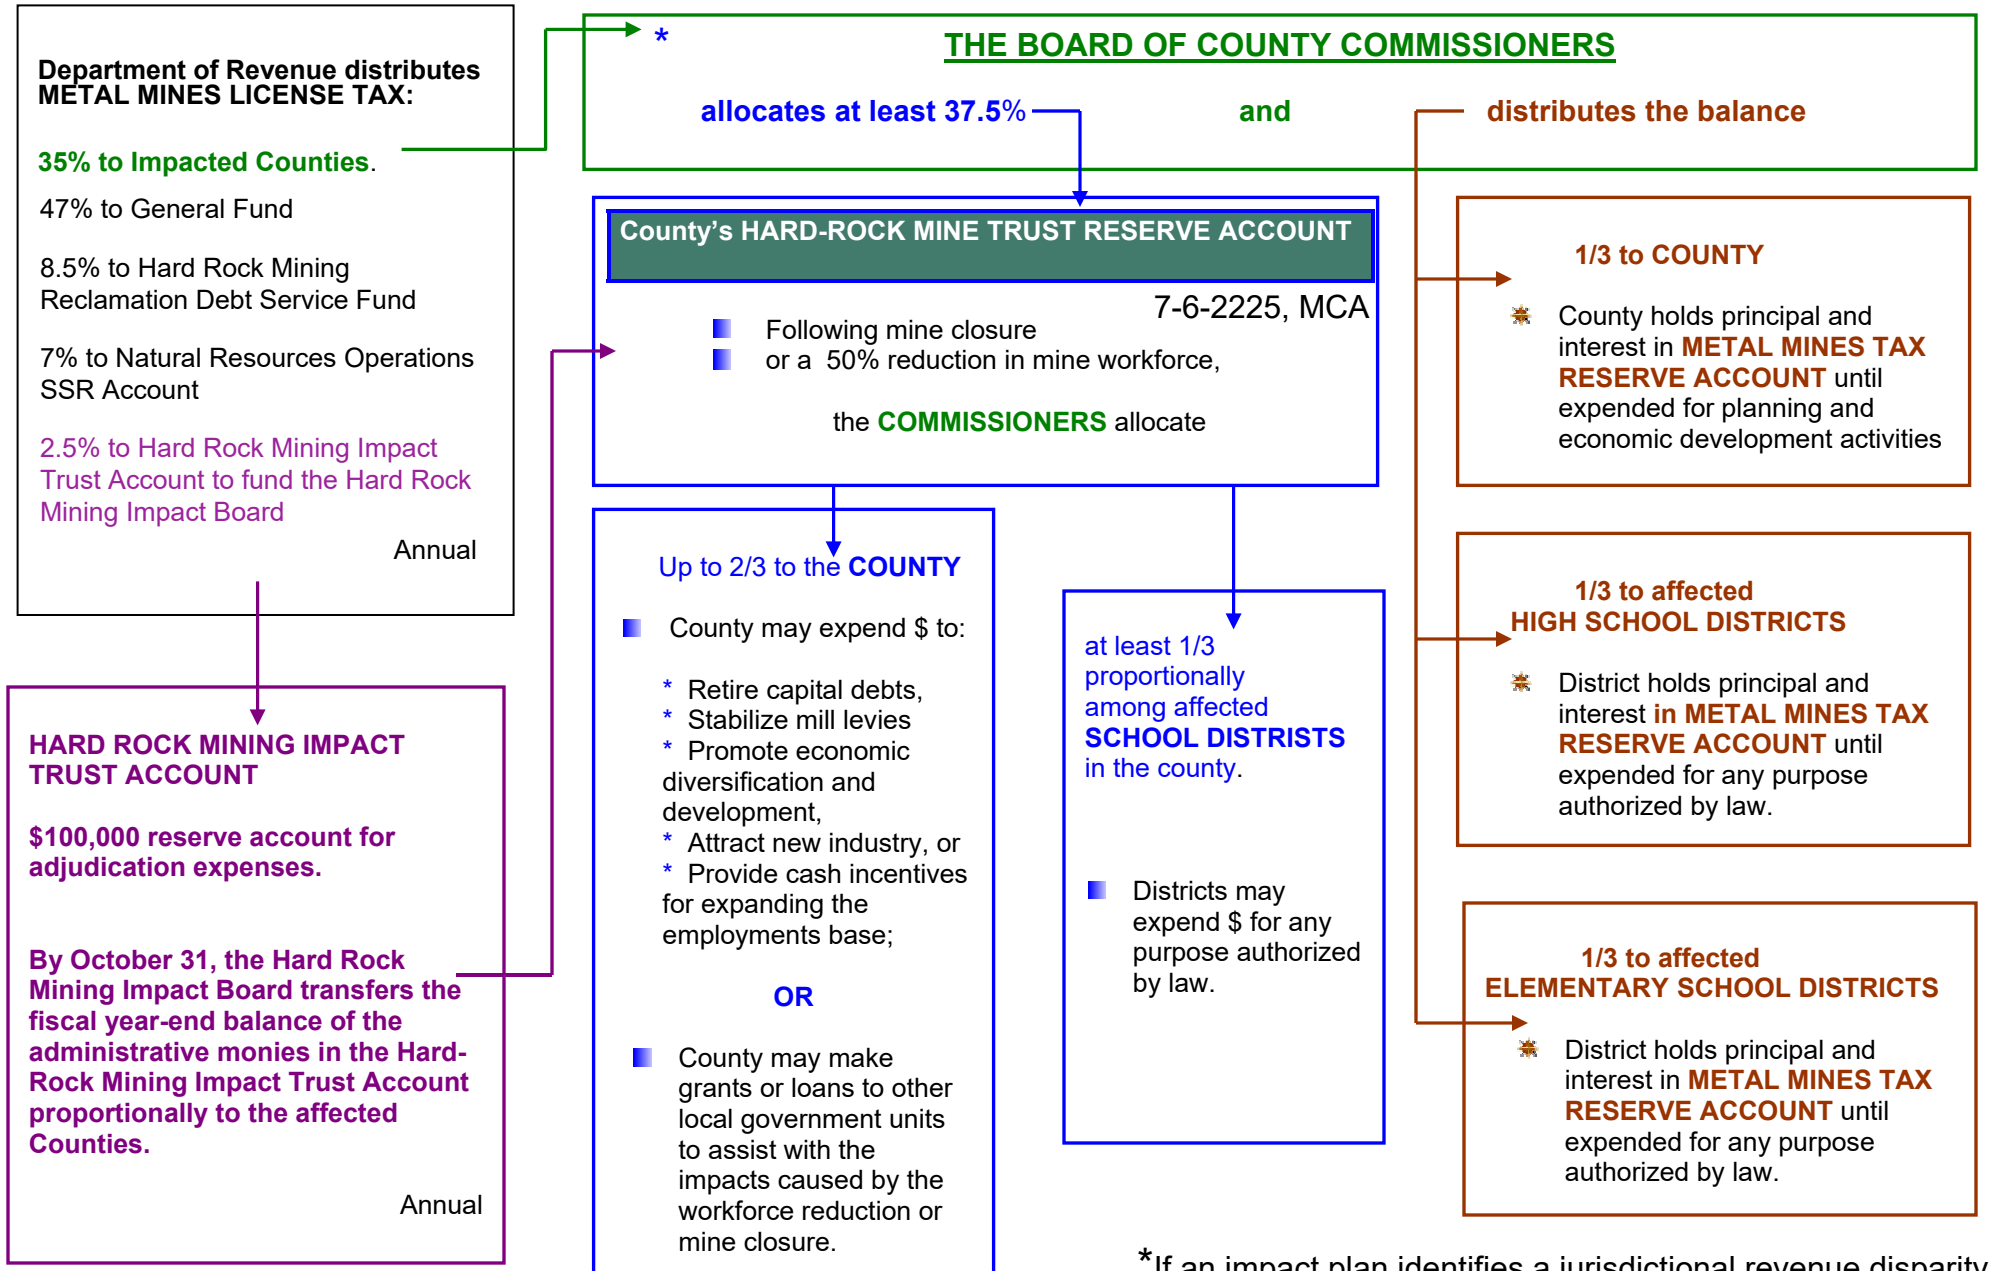 Department of Revenue distributes
METAL MINES LICENSE TAX:
35% to Impacted Counties.
47% to General Fund
8.5% to Hard Rock Mining
Reclamation Debt Service Fund
7% to Natural Resources Operations
SSR Account
2.5% to Hard Rock Mining Impact
Trust Account to fund the Hard Rock
Mining Impact Board
Annual
HARD ROCK MINING IMPACT
TRUST ACCOUNT
$100,000 reserve account for
adjudication expenses.
By October 31, the Hard Rock
Mining Impact Board transfers the
fiscal year-end balance of the
administrative monies in the Hard-
Rock Mining Impact Trust Account
proportionally to the affected
Counties.
Annual
* THE BOARD OF COUNTY COMMISSIONERS
allocates at least 37.5% and distributes the balance
County's HARD-ROCK MINE TRUST RESERVE ACCOUNT
7-6-2225, MCA
Following mine closure
or a 50% reduction in mine workforce,
the COMMISSIONERS allocate
Up to 2/3 to the COUNTY
County may expend $ to:
* Retire capital debts,
* Stabilize mill levies
* Promote economic
diversification and
development,
* Attract new industry, or
* Provide cash incentives
for expanding the
employments base;
OR
County may make
grants or loans to other
local government units
to assist with the
impacts caused by the
workforce reduction or
mine closure.
at least 1/3
proportionally
among affected
SCHOOL DISTRISTS
in the county.
Districts may
expend $ for any
purpose authorized
by law.
1/3 to COUNTY
County holds principal and
interest in METAL MINES TAX
RESERVE ACCOUNT until
expended for planning and
economic development activities
1/3 to affected
HIGH SCHOOL DISTRICTS
District holds principal and
interest in METAL MINES TAX
RESERVE ACCOUNT until
expended for any purpose
authorized by law.
1/3 to affected
ELEMENTARY SCHOOL DISTRICTS
District holds principal and
interest in METAL MINES TAX
RESERVE ACCOUNT until
expended for any purpose
authorized by law.
*If an impact plan identifies a jurisdictional revenue disparity